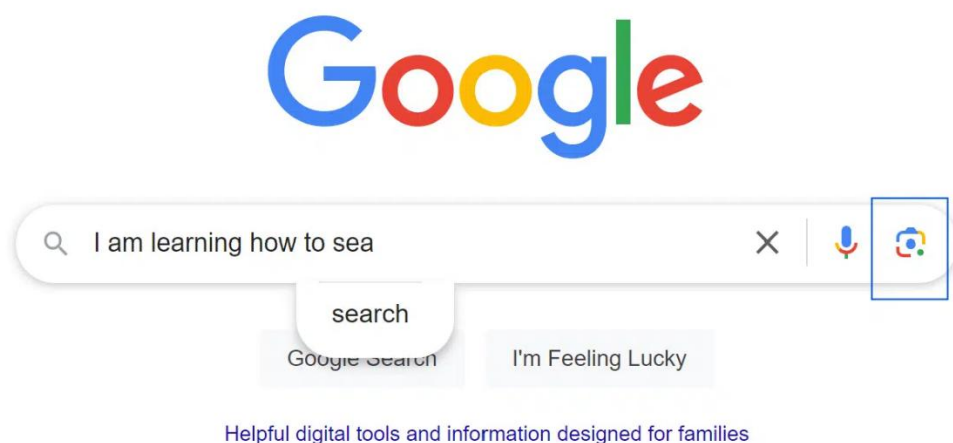 Google
I am learning how to sea
search
Google Search
I'm Feeling Lucky
Helpful digital tools and information designed for families